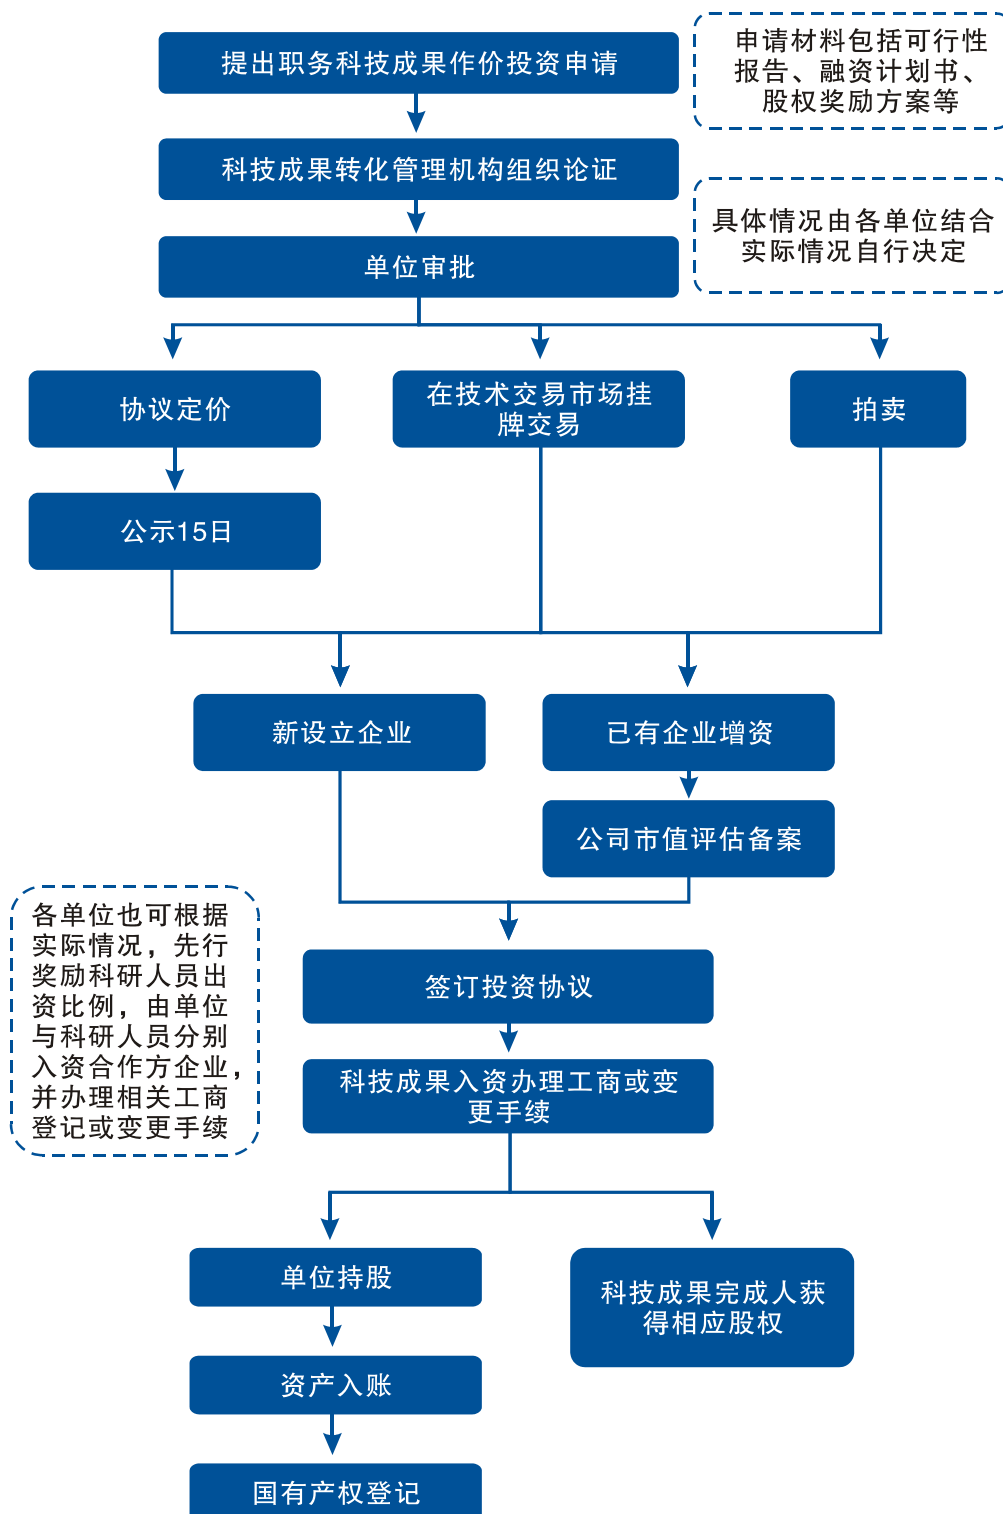 提出职务科技成果作价投资申请
申请材料包括可行性
报告、融资计划书、
股权奖励方案等
科技成果转化管理机构组织论证
具体情况由各单位结合
实际情况自行决定
单位审批
协议定价
在技术交易市场挂
牌交易
拍卖
公示15日
新设立企业
已有企业增资
公司市值评估备案
各单位也可根据
实际情况，先行
奖励科研人员出
资比例，由单位
与科研人员分别
入资合作方企业，
并办理相关工商
登记或变更手续
签订投资协议
科技成果入资办理工商或变
更手续
单位持股
科技成果完成人获
得相应股权
资产入账
国有产权登记